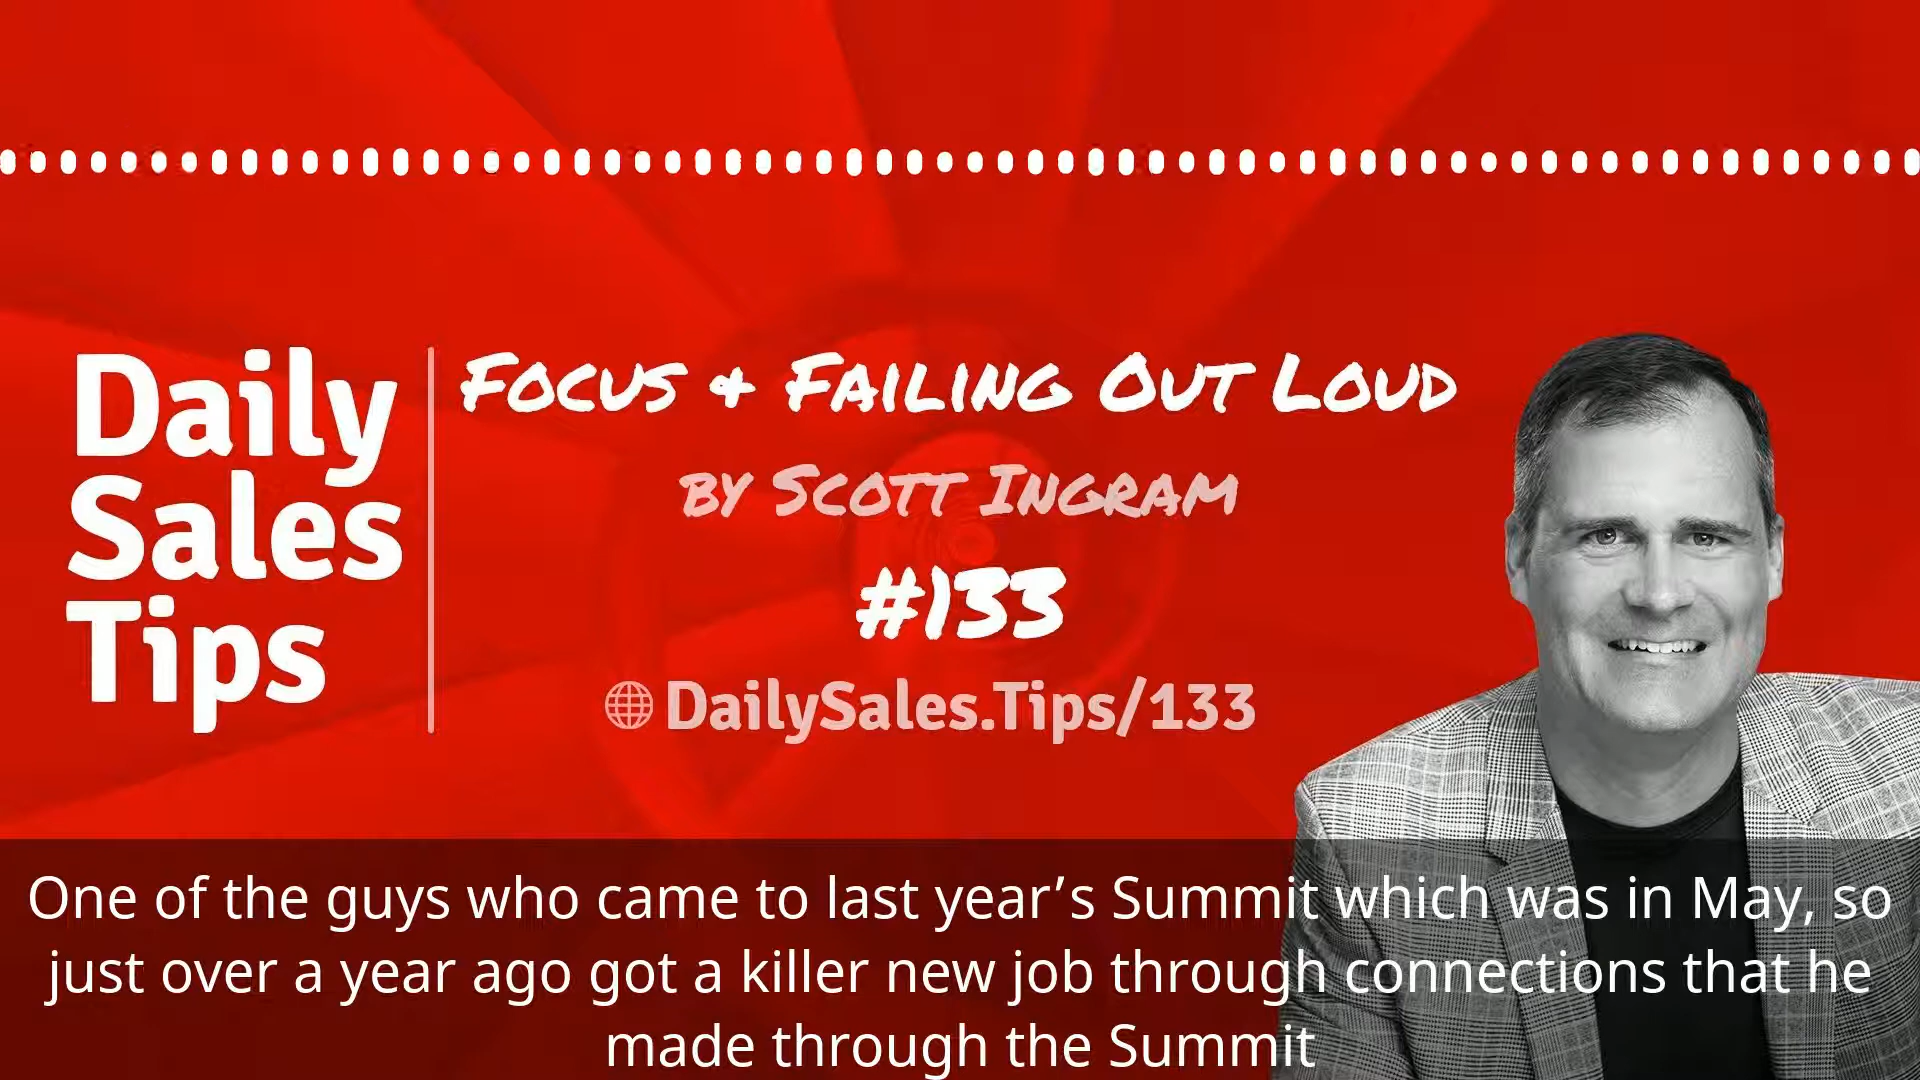 Daily
Sales
Tips
Focus & Failing Out Loud
by Scott Ingram
#133
DailySales.Tips/133
One of the guys who came to last year’s Summit which was in May, so
just over a year ago got a killer new job through connections that he
made through the Summit